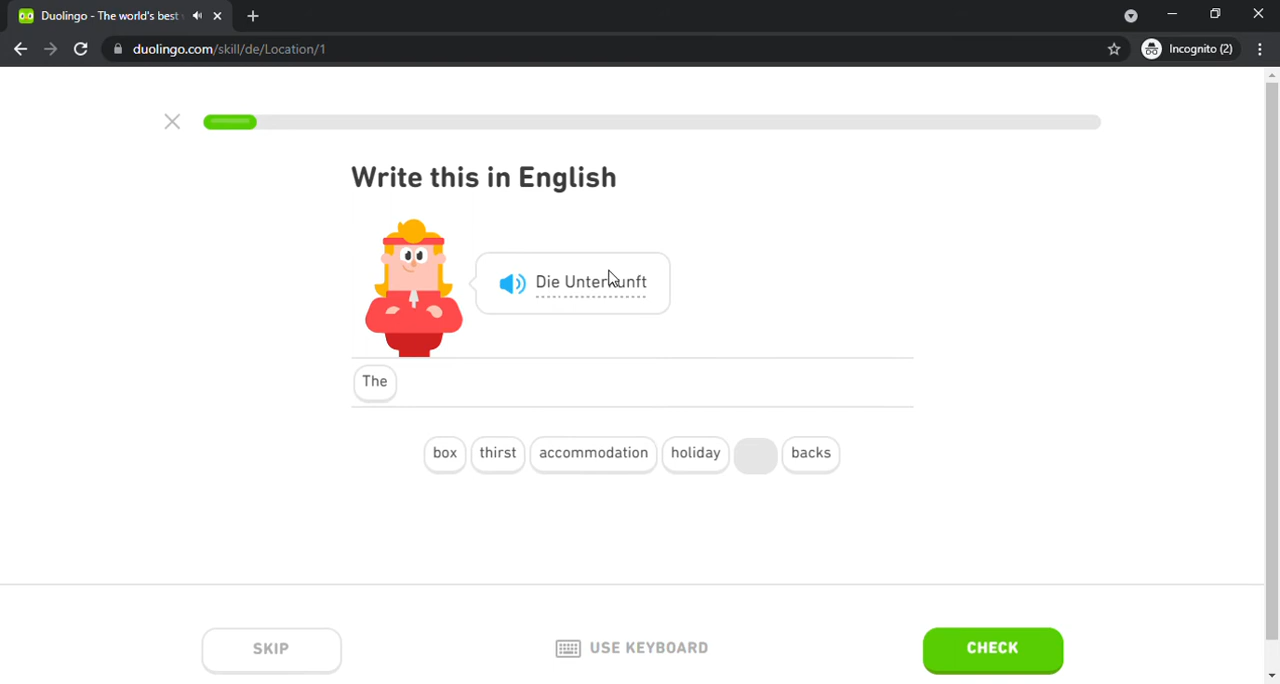 Duolingo - The world's best
duolingo.com/skill/de/Location/1
Incognito (2)
Write this in English
Die Unterkunft
The
box thirst accommodation holiday backs
SKIP USE KEYBOARD CHECK